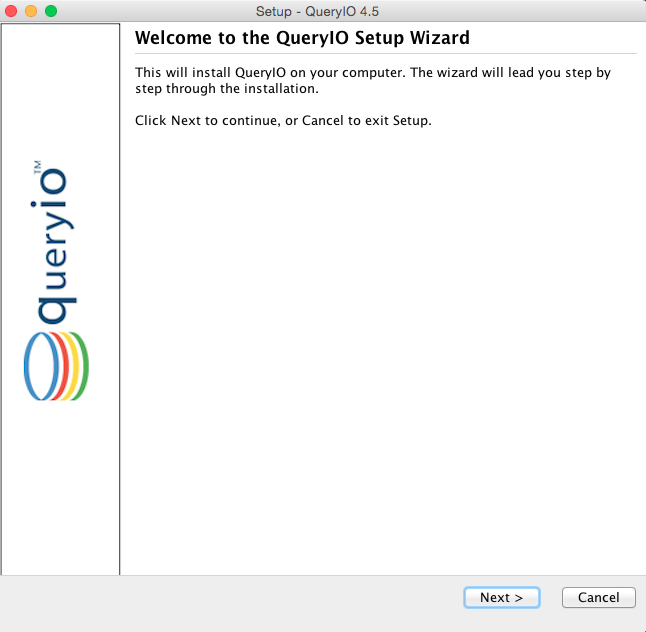 Setup - QueryIO 4.5
Welcome to the QueryIO Setup Wizard
This will install QueryIO on your computer. The wizard will lead you step by
step through the installation.
Click Next to continue, or Cancel to exit Setup.
queryio™
Next >
Cancel